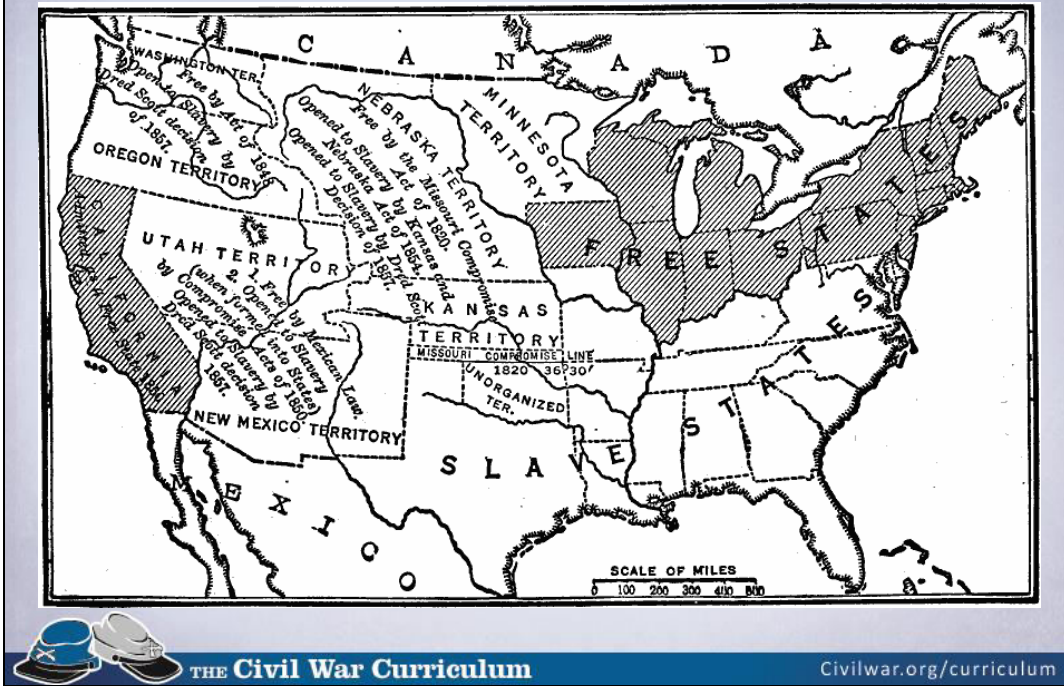 C A N A D A
WASHINGTON TER.
Free by Act of 1848
Open to Slavery by
Dred Scott decision
of 1857.
OREGON TERRITORY
NEBRASKA TERRITORY
Free by the Missouri Compromise
Act of 1820.
Opened to Slavery by Kansas and
Nebraska Act of 1854.
Opened to Slavery by Dred Scott
Decision of 1857.
MINNESOTA
TERRITORY
CALIFORNIA
Admitted as a Free State 1850
UTAH TERRITORY
1. Free by Mexican Law.
2. Opened to Slavery
(when formed into States)
by Compromise Acts of 1850
Opened to Slavery by
Dred Scott decision
1857.
FREE STATES
KANSAS
TERRITORY
MISSOURI COMPROMISE LINE
1820 36°30'
UNORGANIZED
TER.
NEW MEXICO TERRITORY
SLAVE STATES
MEXICO
SCALE OF MILES
0 100 200 300 400 500
THE Civil War Curriculum
Civilwar.org/curriculum